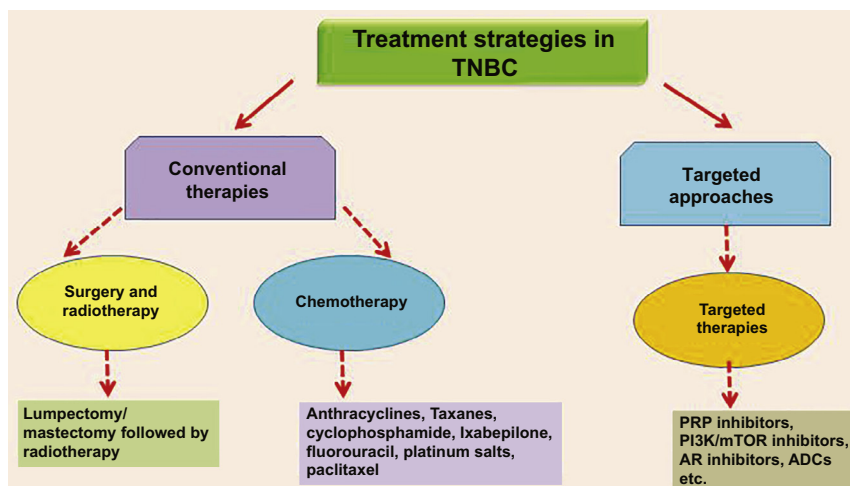 Treatment strategies in
TNBC
Conventional
therapies
Targeted
approaches
Surgery and
radiotherapy
Chemotherapy
Targeted
therapies
Lumpectomy/
mastectomy followed by
radiotherapy
Anthracyclines, Taxanes,
cyclophosphamide, Ixabepilone,
fluorouracil, platinum salts,
paclitaxel
PRP inhibitors,
PI3K/mTOR inhibitors,
AR inhibitors, ADCs
etc.